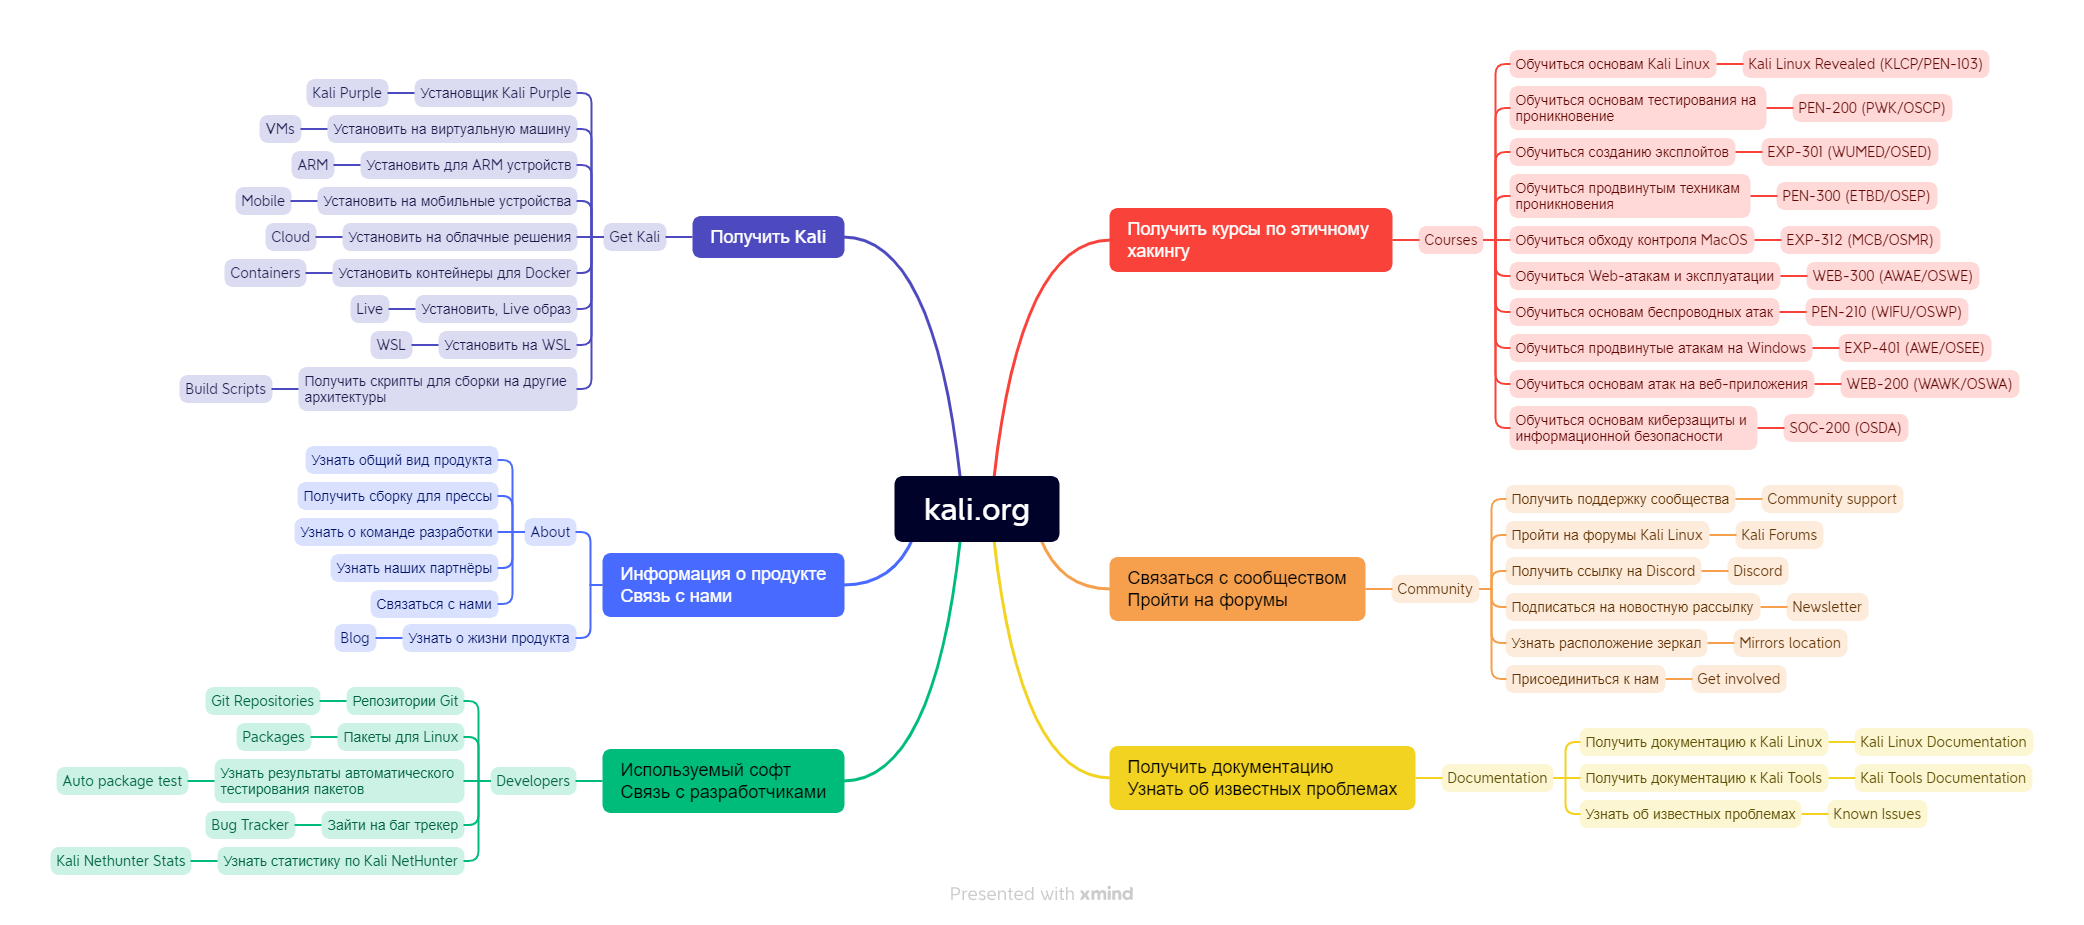 kali.org
Получить Kali
Get Kali
Установщик Kali Purple
Kali Purple
Установить на виртуальную машину
VMs
Установить для ARM устройств
ARM
Установить на мобильные устройства
Mobile
Установить на облачные решения
Cloud
Установить контейнеры для Docker
Containers
Установить, Live образ
Live
Установить на WSL
WSL
Получить скрипты для сборки на другие
архитектуры
Build Scripts
Информация о продукте
Связь с нами
About
Узнать общий вид продукта
Получить сборку для прессы
Узнать о команде разработки
Узнать наших партнёры
Связаться с нами
Узнать о жизни продукта
Blog
Используемый софт
Связь с разработчиками
Developers
Репозитории Git
Git Repositories
Пакеты для Linux
Packages
Узнать результаты автоматического
тестирования пакетов
Auto package test
Зайти на баг трекер
Bug Tracker
Узнать статистику по Kali NetHunter
Kali Nethunter Stats
Получить курсы по этичному
хакингу
Courses
Обучиться основам Kali Linux
Kali Linux Revealed (KLCP/PEN-103)
Обучиться основам тестирования на
проникновение
PEN-200 (PWK/OSCP)
Обучиться созданию эксплойтов
EXP-301 (WUMED/OSED)
Обучиться продвинутым техникам
проникновения
PEN-300 (ETBD/OSEP)
Обучиться обходу контроля MacOS
EXP-312 (MCB/OSMR)
Обучиться Web-атакам и эксплуатации
WEB-300 (AWAE/OSWE)
Обучиться основам беспроводных атак
PEN-210 (WIFU/OSWP)
Обучиться продвинутые атакам на Windows
EXP-401 (AWE/OSEE)
Обучиться основам атак на веб-приложения
WEB-200 (WAWK/OSWA)
Обучиться основам киберзащиты и
информационной безопасности
SOC-200 (OSDA)
Связаться с сообществом
Пройти на форумы
Community
Получить поддержку сообщества
Community support
Пройти на форумы Kali Linux
Kali Forums
Получить ссылку на Discord
Discord
Подписаться на новостную рассылку
Newsletter
Узнать расположение зеркал
Mirrors location
Присоединиться к нам
Get involved
Получить документацию
Узнать об известных проблемах
Documentation
Получить документацию к Kali Linux
Kali Linux Documentation
Получить документацию к Kali Tools
Kali Tools Documentation
Узнать об известных проблемах
Known Issues
Presented with xmind